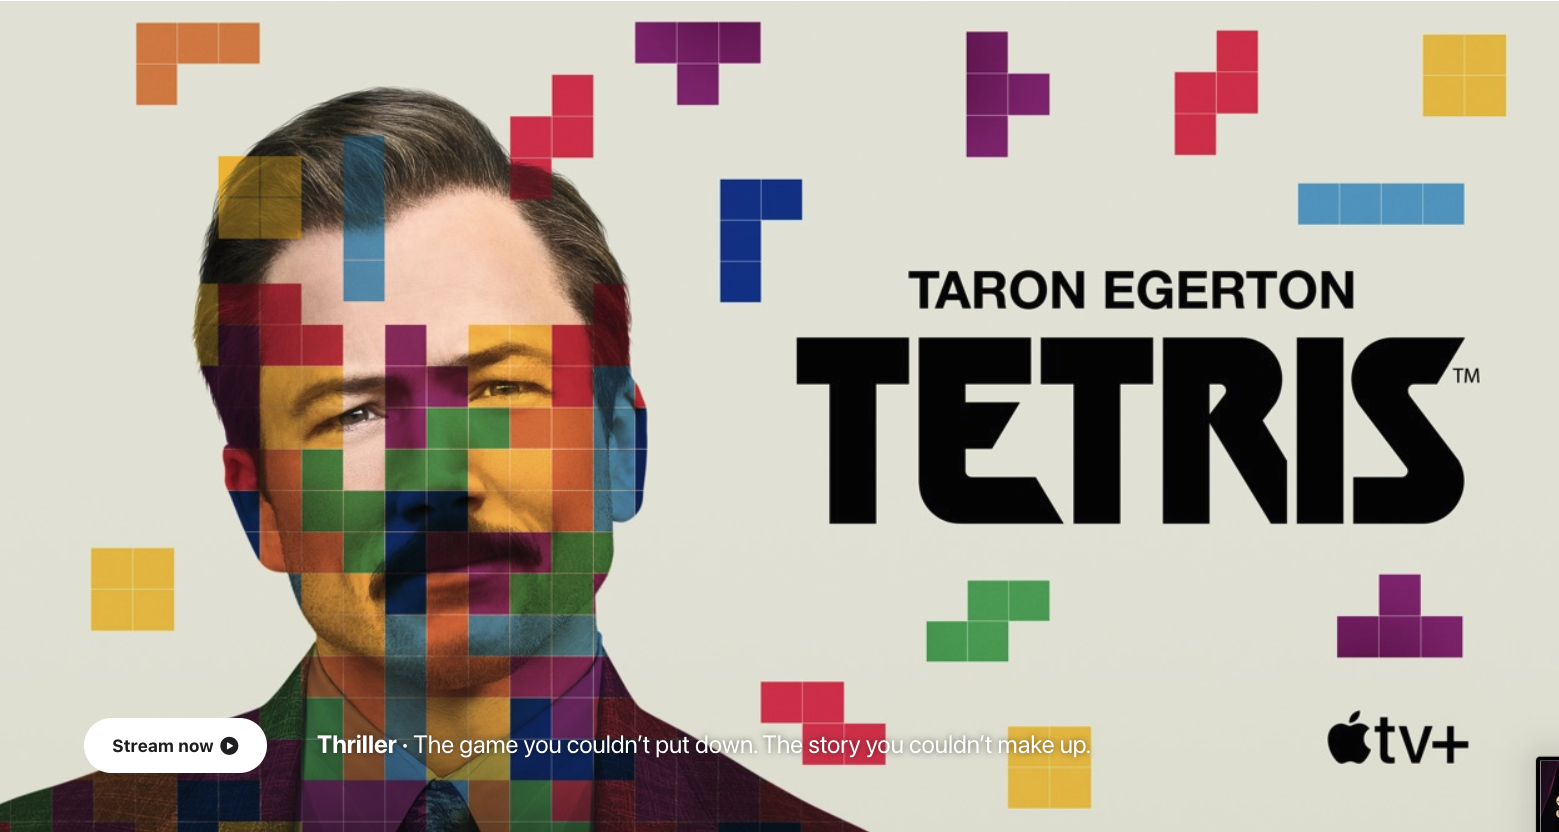 TARON EGERTON
TETRIS™
Stream now
Thriller · The game you couldn’t put down. The story you couldn’t make up.
tv+